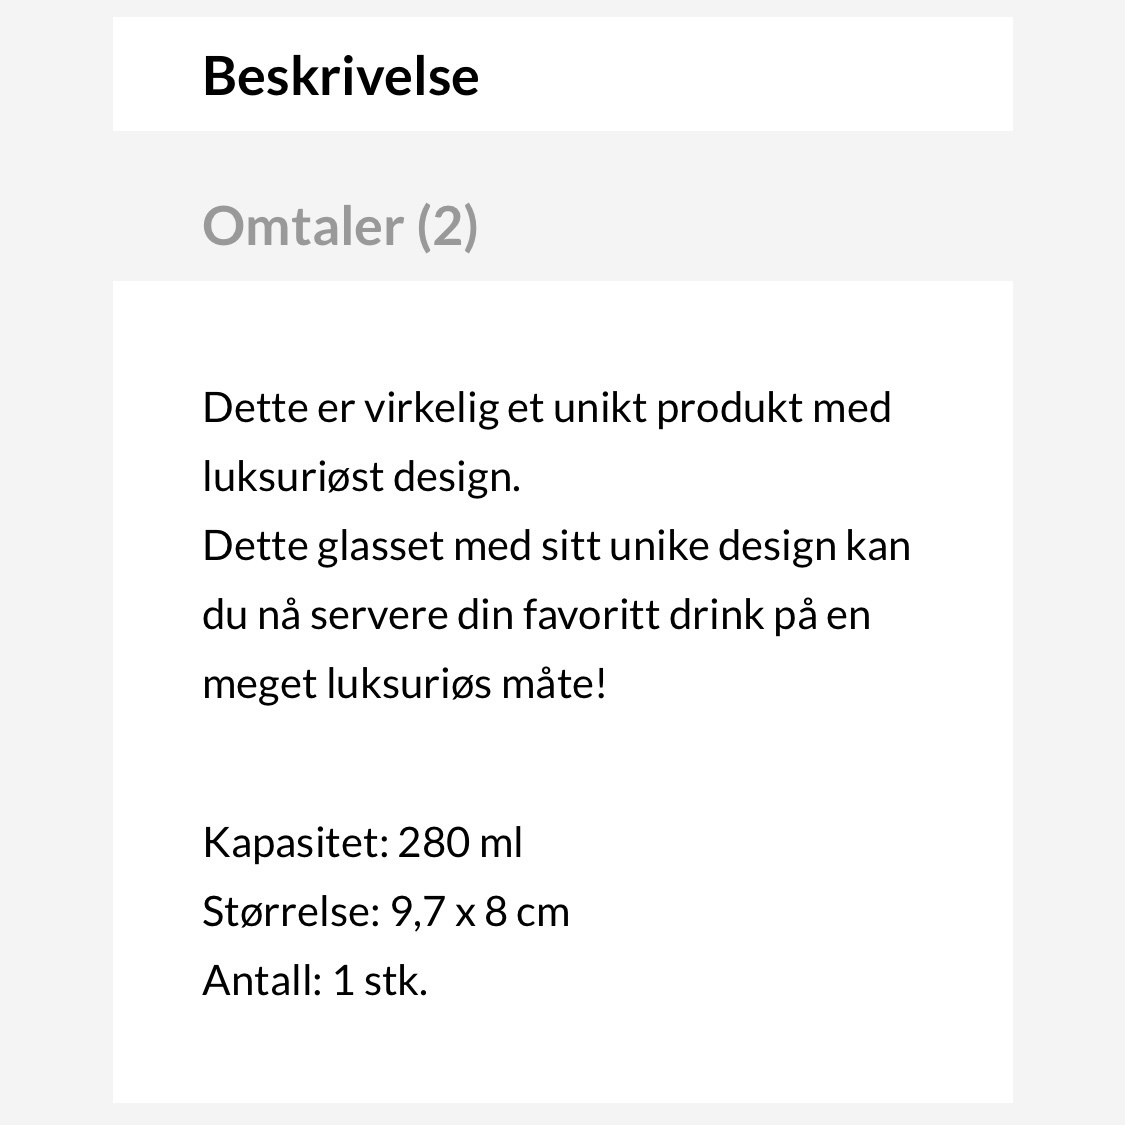 Beskrivelse
Omtaler (2)
Dette er virkelig et unikt produkt med
luksuriøst design.
Dette glasset med sitt unike design kan
du nå servere din favoritt drink på en
meget luksuriøs måte!
Kapasitet: 280 ml
Størrelse: 9,7 x 8 cm
Antall: 1 stk.